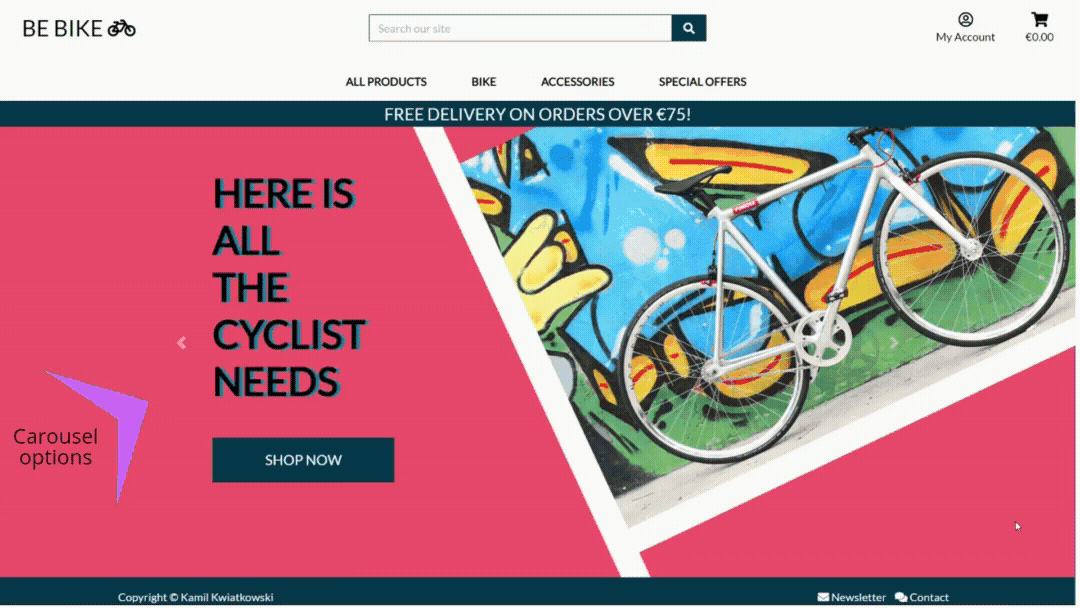 BE BIKE
Search our site
My Account
€0.00
ALL PRODUCTS
BIKE
ACCESSORIES
SPECIAL OFFERS
FREE DELIVERY ON ORDERS OVER €75!
HERE IS
ALL
THE
CYCLIST
NEEDS
Carousel
options
SHOP NOW
Copyright © Kamil Kwiatkowski
Newsletter
Contact